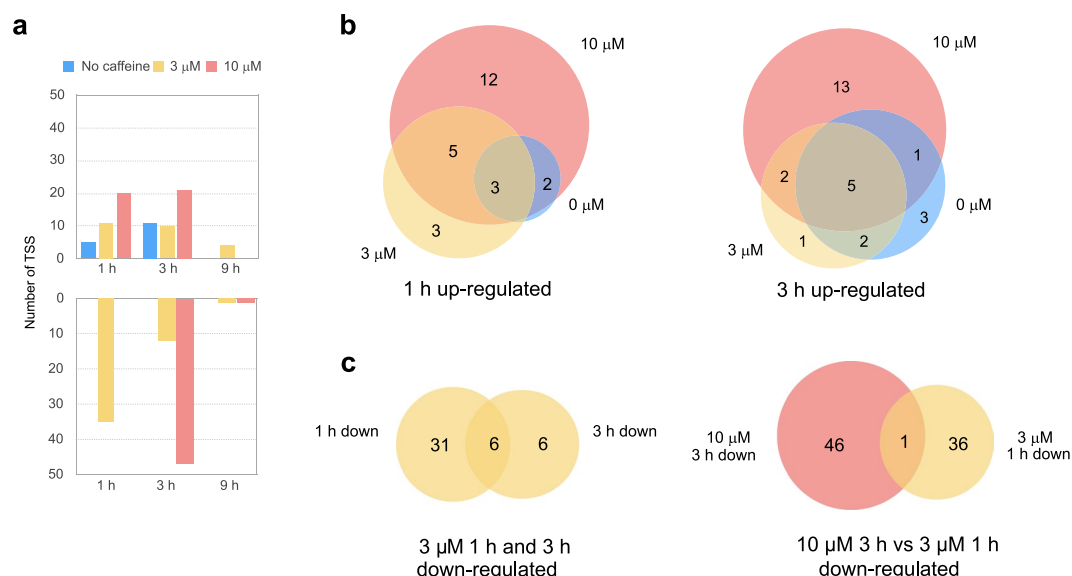 a
No caffeine 3 μM 10 μM
50
40
30
20
10
0
1 h 3 h 9 h
0
10
20
30
40
50
1 h 3 h 9 h
Number of TSS
b
10 μM
12
5
3
2
0 μM
3
3 μM
1 h up-regulated
10 μM
13
1
2
5
3
0 μM
1
2
3 μM
3 h up-regulated
c
1 h down
31
6
6
3 h down
3 μM 1 h and 3 h
down-regulated
10 μM
3 h down
46
1
36
3 μM
1h down
10 μM 3 h vs 3 μM 1 h
down-regulated